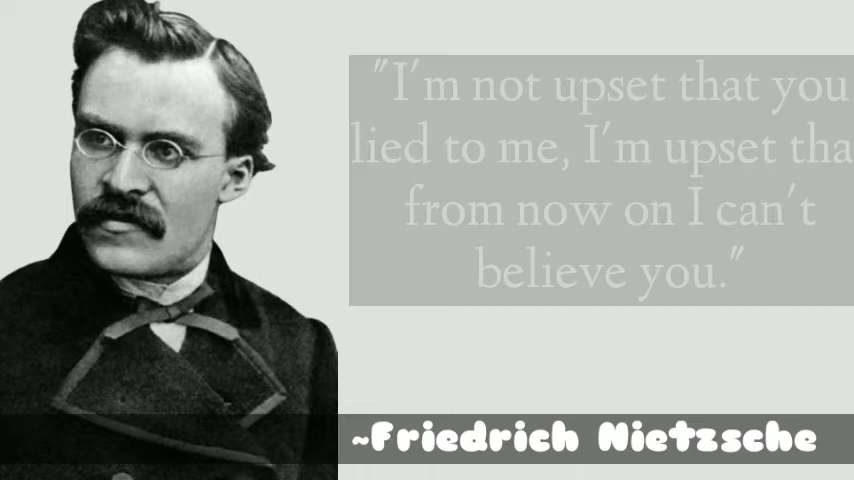 "I'm not upset that you
lied to me, I'm upset tha
from now on I can't
believe you."
~Friedrich Nietzsche